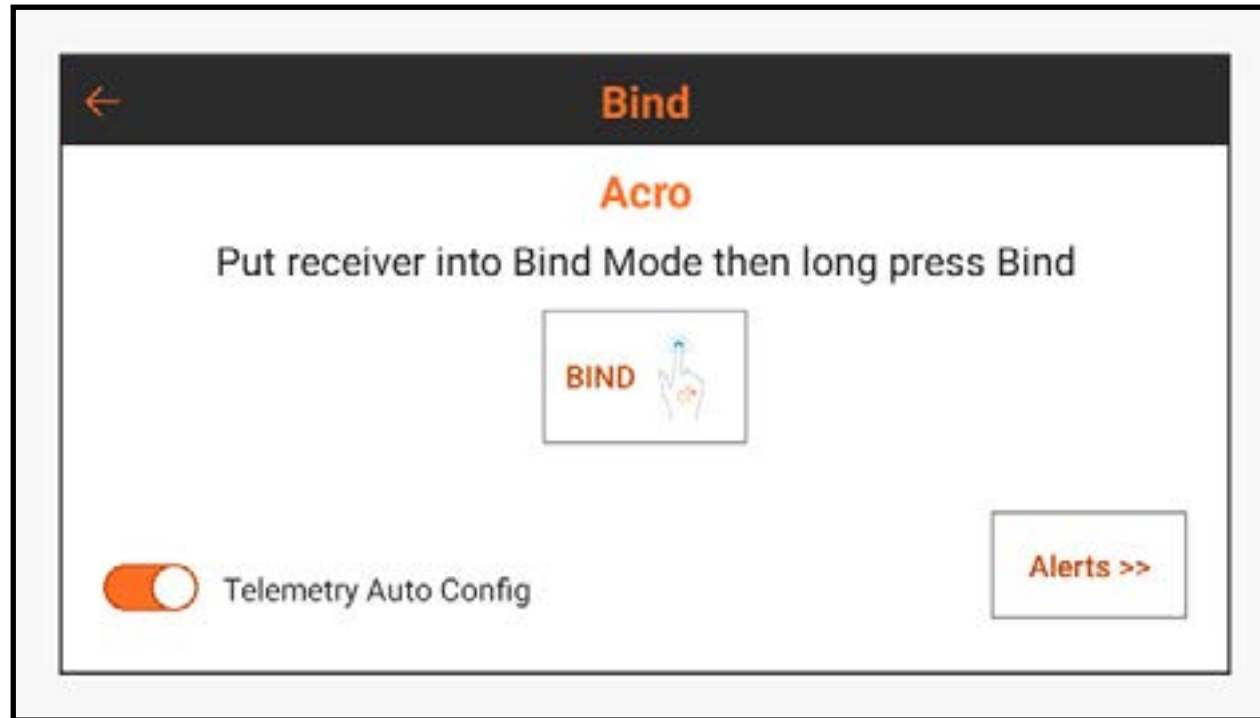 Bind
Acro
Put receiver into Bind Mode then long press Bind
BIND
Alerts >>
Telemetry Auto Config